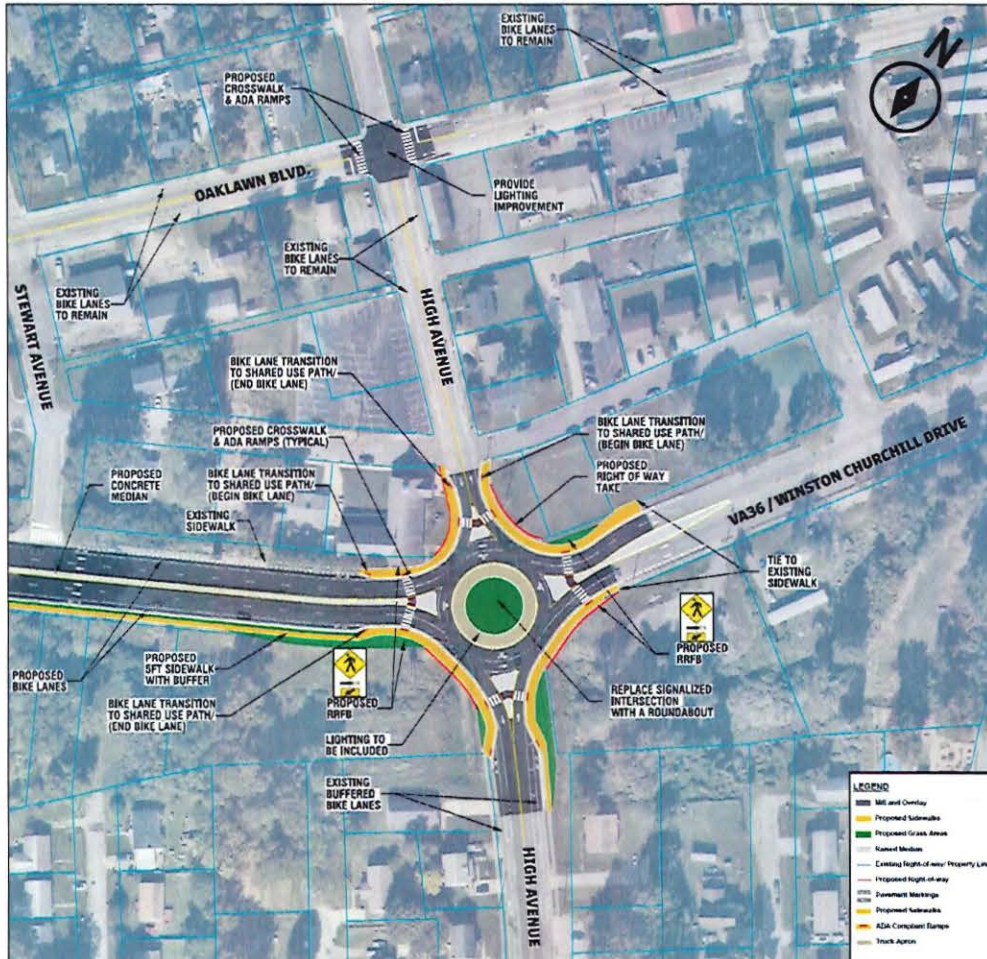 EXISTING
BIKE LANES
TO REMAIN
N
PROPOSED
CROSSWALK
& ADA RAMPS
OAKLAWN BLVD.
PROVIDE
LIGHTING
IMPROVEMENT
EXISTING
BIKE LANES
TO REMAIN
EXISTING
BIKE LANES
TO REMAIN
STEWART AVENUE
HIGH AVENUE
BIKE LANE TRANSITION
TO SHARED USE PATH/
(END BIKE LANE)
BIKE LANE TRANSITION
TO SHARED USE PATH/
(BEGIN BIKE LANE)
PROPOSED CROSSWALK
& ADA RAMPS (TYPICAL)
PROPOSED
RIGHT OF WAY
TAKE
VA36 / WINSTON CHURCHILL DRIVE
PROPOSED
CONCRETE
MEDIAN
BIKE LANE TRANSITION
TO SHARED USE PATH/
(BEGIN BIKE LANE)
EXISTING
SIDEWALK
TIE TO
EXISTING
SIDEWALK
PROPOSED
RRFB
PROPOSED
BIKE LANES
PROPOSED
5FT SIDEWALK
WITH BUFFER
BIKE LANE TRANSITION
TO SHARED USE PATH/
(END BIKE LANE)
PROPOSED
RRFB
REPLACE SIGNALIZED
INTERSECTION
WITH A ROUNDABOUT
LIGHTING TO
BE INCLUDED
EXISTING
BUFFERED
BIKE LANES
HIGH AVENUE
LEGEND
Mill and Overlay
Proposed Sidewalks
Proposed Grass Areas
Raised Median
Existing Right-of-way/ Property Line
Proposed Right-of-way
Pavement Markings
Proposed Sidewalks
ADA Compliant Ramps
Truck Apron